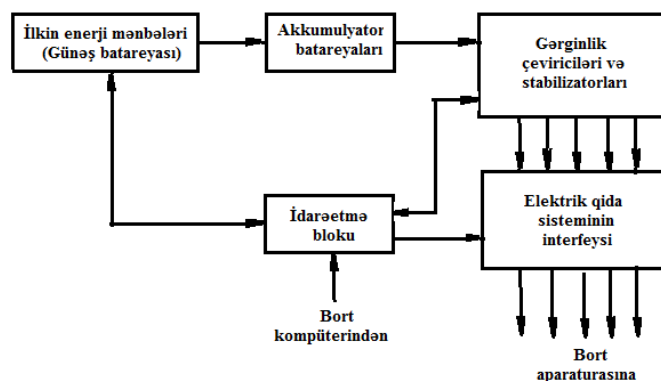 İlkin enerji mənbələri
(Günəş batareyası)
Akkumulyator
batareyaları
Gərginlik
çeviriciləri və
stabilizatorları
İdarəetmə
bloku
Elektrik qida
sisteminin
interfeysi
Bort
kompüterindən
Bort
aparaturasına